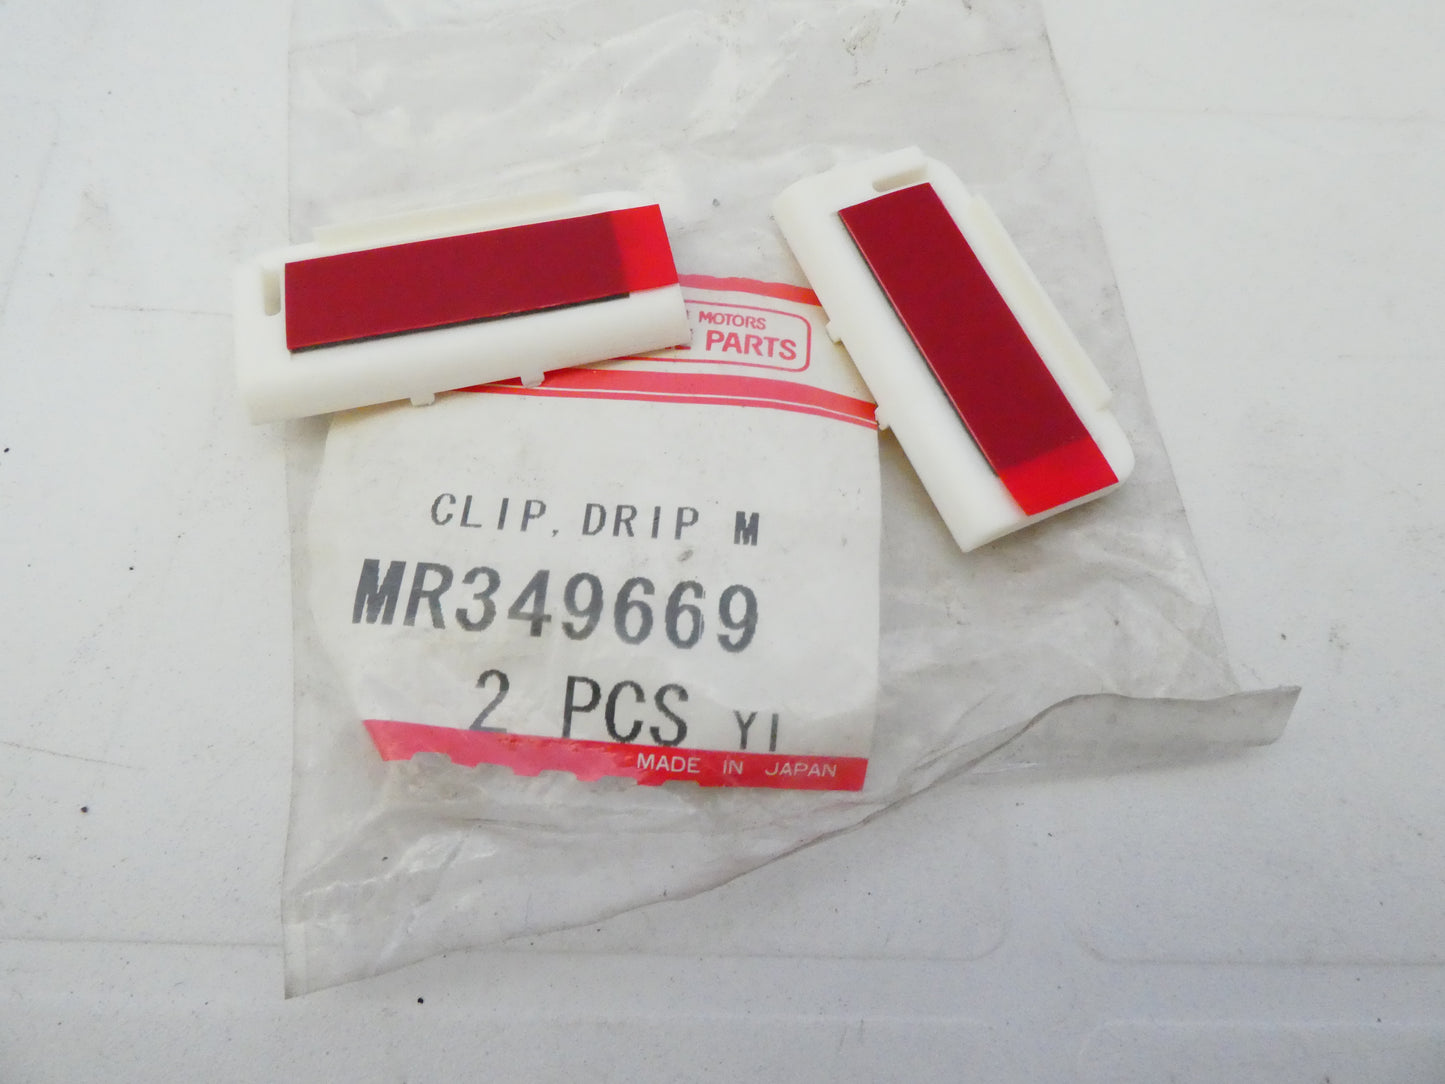 MOTORS
PARTS
CLIP, DRIP M
MR349669
2 PCS YI
MADE IN JAPAN